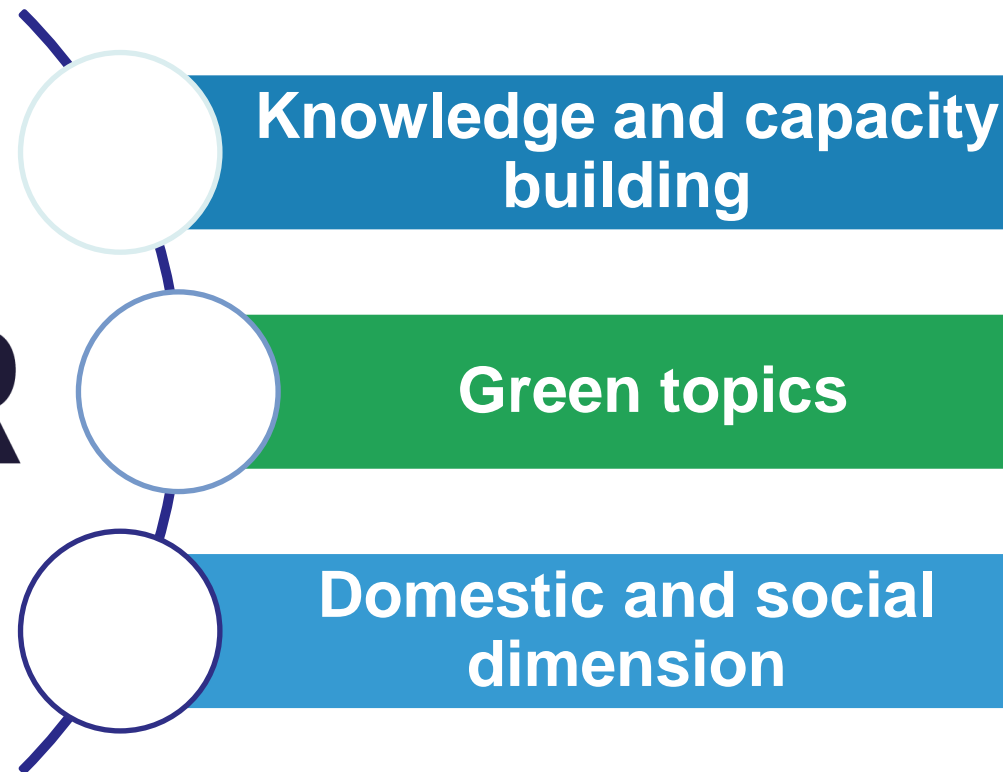 Knowledge and capacity
building
R
Green topics
Domestic and social
dimension